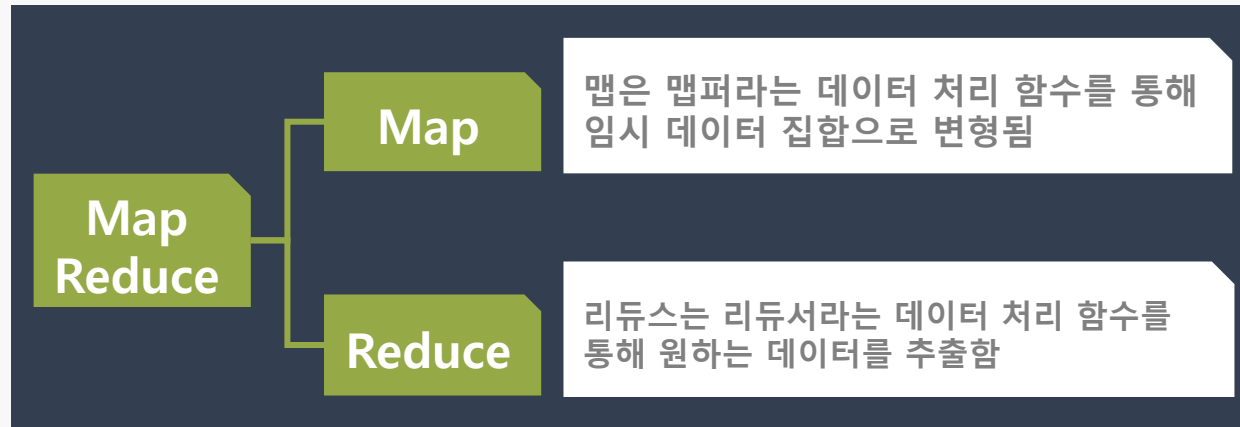 Map
Reduce
Map
맵은 맵퍼라는 데이터 처리 함수를 통해
임시 데이터 집합으로 변형됨
Reduce
리듀스는 리듀서라는 데이터 처리 함수를
통해 원하는 데이터를 추출함